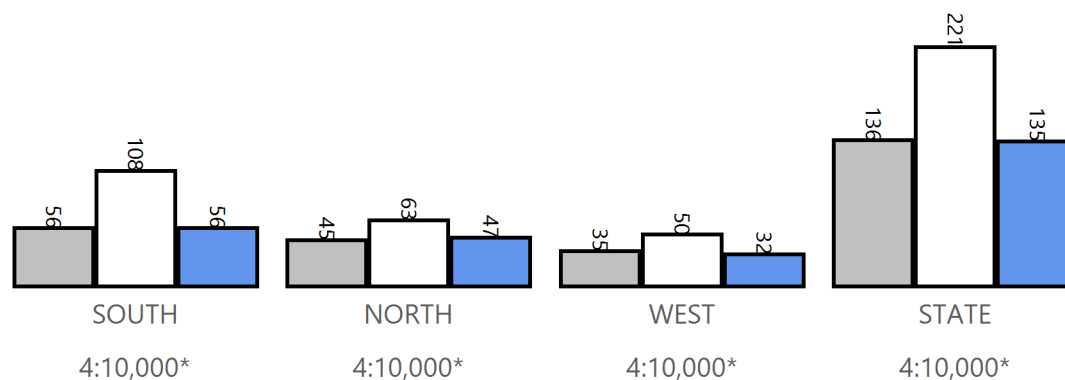 56 108 56 45 63 47 35 50 32 136 221 135
SOUTH NORTH WEST STATE
4:10,000* 4:10,000* 4:10,000* 4:10,000*